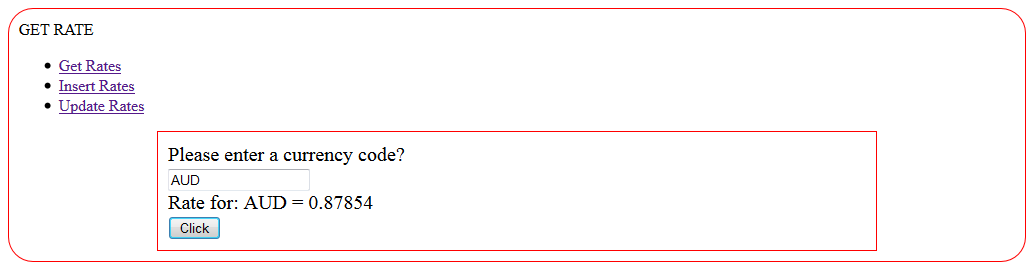 GET RATE
Get Rates
Insert Rates
Update Rates
Please enter a currency code?
AUD
Rate for: AUD = 0.87854
Click